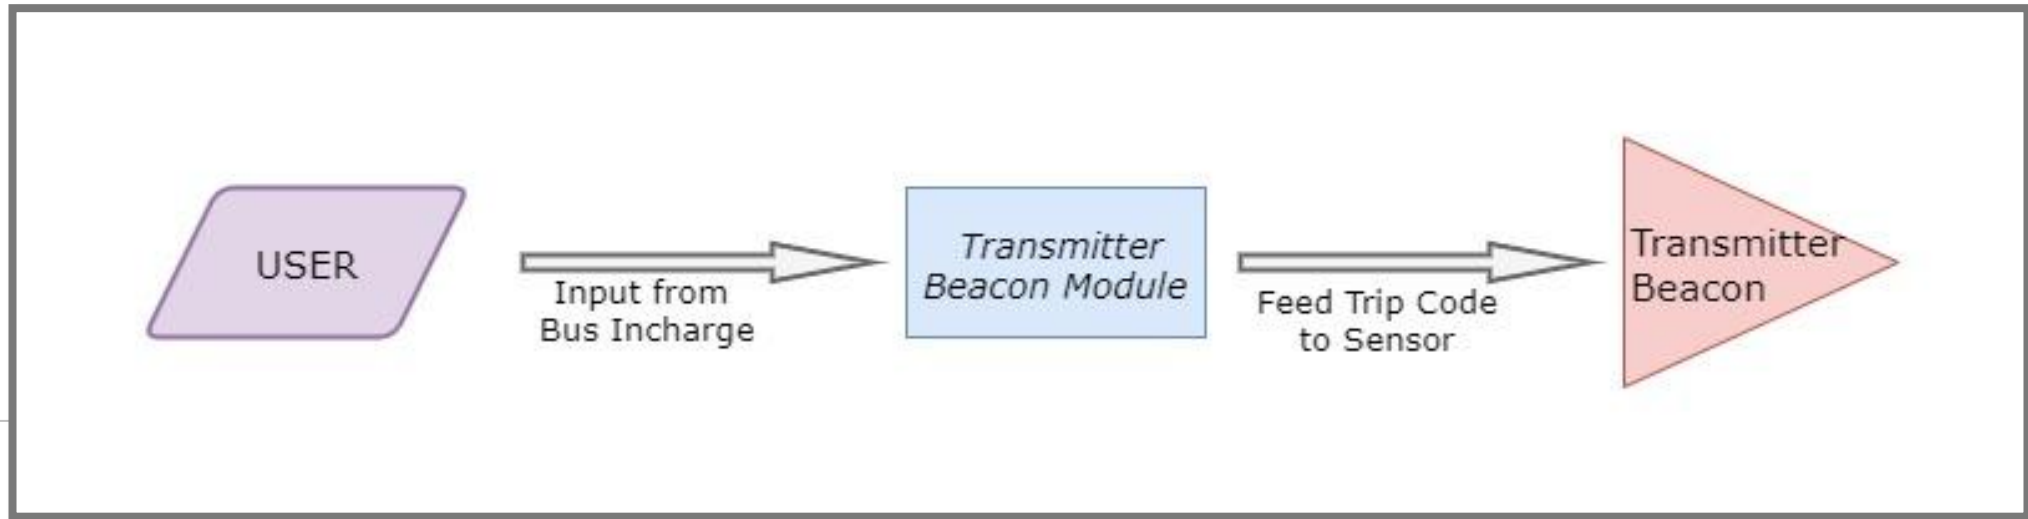 USER
Input from
Bus Incharge
Transmitter
Beacon Module
Feed Trip Code
to Sensor
Transmitter
Beacon